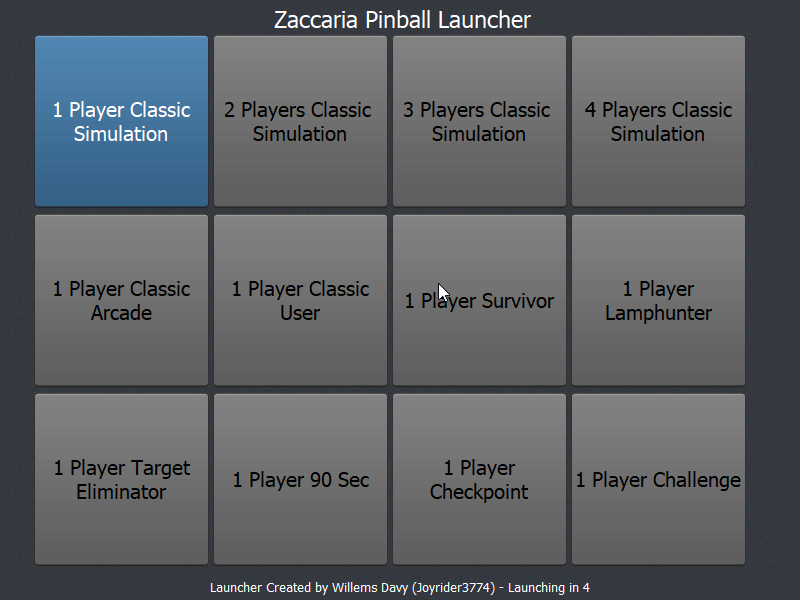 Zaccaria Pinball Launcher
1 Player Classic
Simulation
2 Players Classic
Simulation
3 Players Classic
Simulation
4 Players Classic
Simulation
1 Player Classic
Arcade
1 Player Classic
User
1 Player Survivor
1 Player
Lamphunter
1 Player Target
Eliminator
1 Player 90 Sec
1 Player
Checkpoint
1 Player Challenge
Launcher Created by Willems Davy (Joyrider3774) - Launching in 4